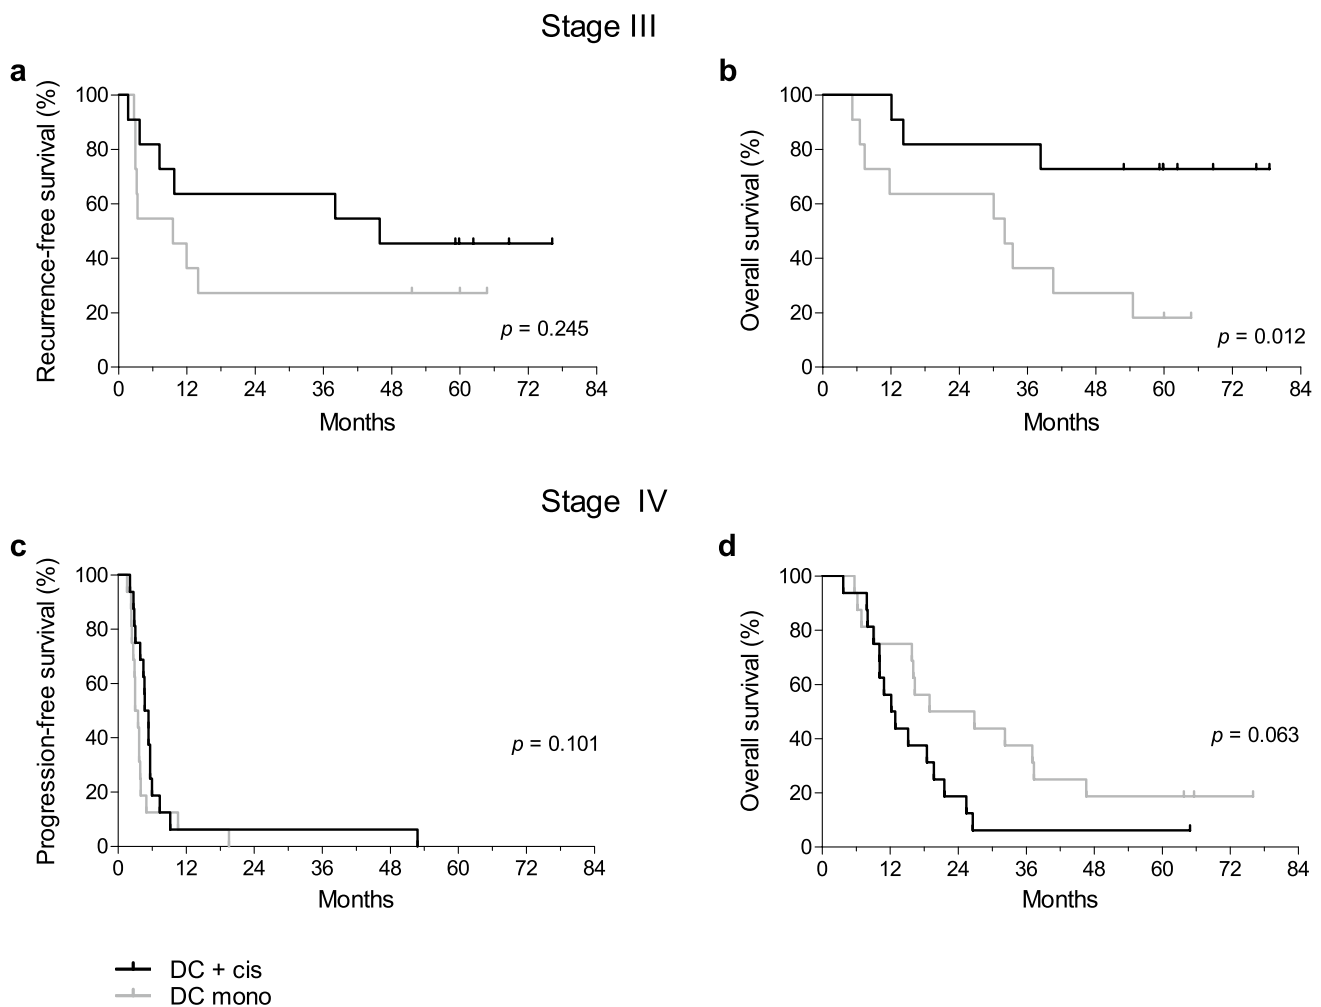 Stage III
a
b
Recurrence-free survival (%)
100
80
60
40
20
0
0 12 24 36 48 60 72 84
Months
p = 0.245
Overall survival (%)
100
80
60
40
20
0
0 12 24 36 48 60 72 84
Months
p = 0.012
Stage IV
c
d
Progression-free survival (%)
100
80
60
40
20
0
0 12 24 36 48 60 72 84
Months
p = 0.101
Overall survival (%)
100
80
60
40
20
0
0 12 24 36 48 60 72 84
Months
p = 0.063
DC + cis
DC mono